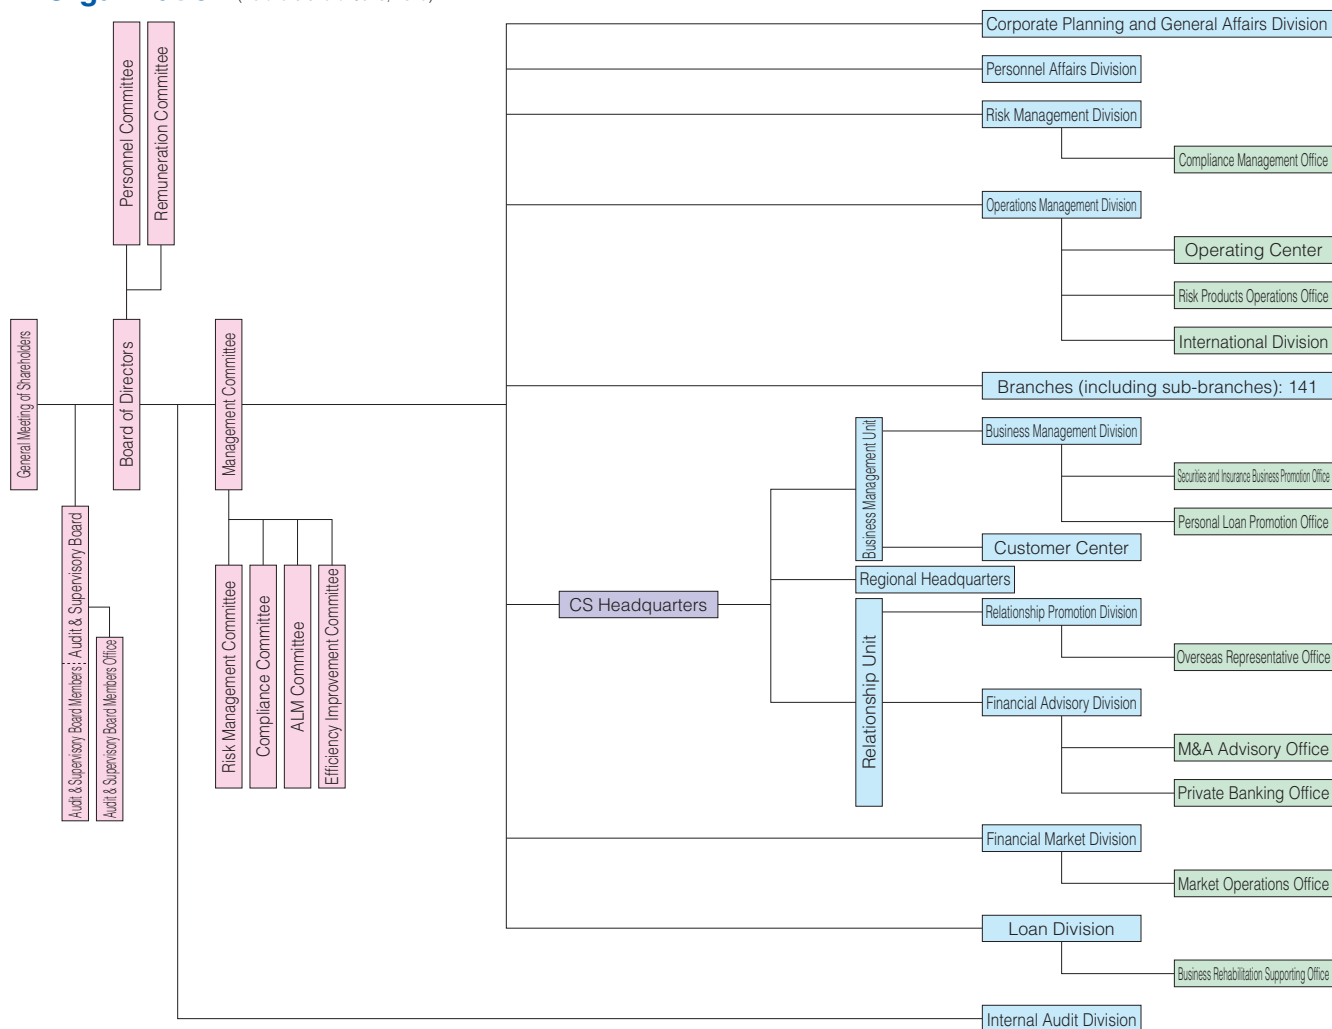 Corporate Planning and General Affairs Division
Personnel Affairs Division
Risk Management Division
Compliance Management Office
Operations Management Division
Operating Center
Risk Products Operations Office
International Division
Branches (including sub-branches): 141
Personnel Committee
Remuneration Committee
General Meeting of Shareholders
Board of Directors
Management Committee
Audit & Supervisory Board Members
Audit & Supervisory Board
Audit & Supervisory Board Members Office
Risk Management Committee
Compliance Committee
ALM Committee
Efficiency Improvement Committee
CS Headquarters
Business Management Unit
Business Management Division
Securities and Insurance Business Promotion Office
Personal Loan Promotion Office
Customer Center
Regional Headquarters
Relationship Unit
Relationship Promotion Division
Overseas Representative Office
Financial Advisory Division
M&A Advisory Office
Private Banking Office
Financial Market Division
Market Operations Office
Loan Division
Business Rehabilitation Supporting Office
Internal Audit Division